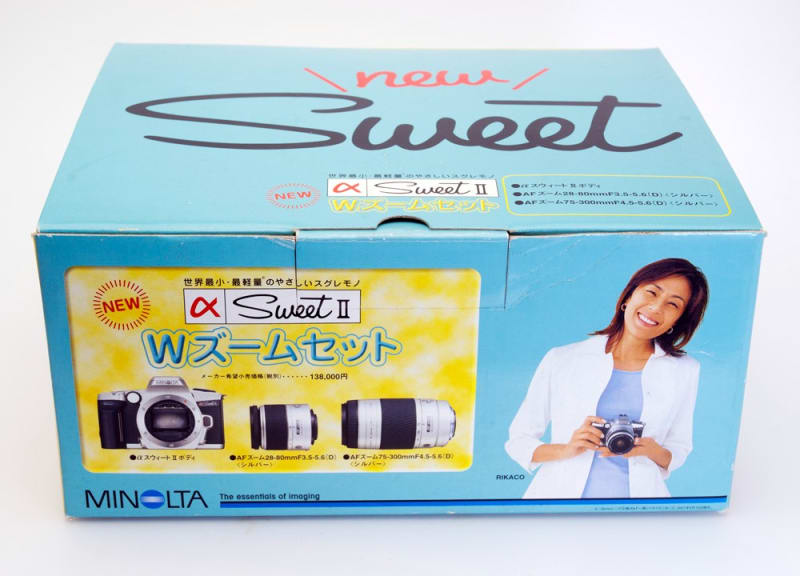 new
Sweet
世界最小・最軽量*のやさしいスグレモノ
NEW
α Sweet II
Wズームセット
●αスウィートⅡボディ
●AFズーム28-80mmF3.5-5.6(D)〈シルバー〉
●AFズーム75-300mmF4.5-5.6(D)〈シルバー〉
世界最小・最軽量*のやさしいスグレモノ
NEW
α Sweet II
Wズームセット
メーカー希望小売価格(税別)‥‥‥138,000円
●αスウィートⅡボディ
●AFズーム28-80mmF3.5-5.6(D)
〈シルバー〉
●AFズーム75-300mmF4.5-5.6(D)
〈シルバー〉
RIKACO
MINOLTA
The essentials of imaging